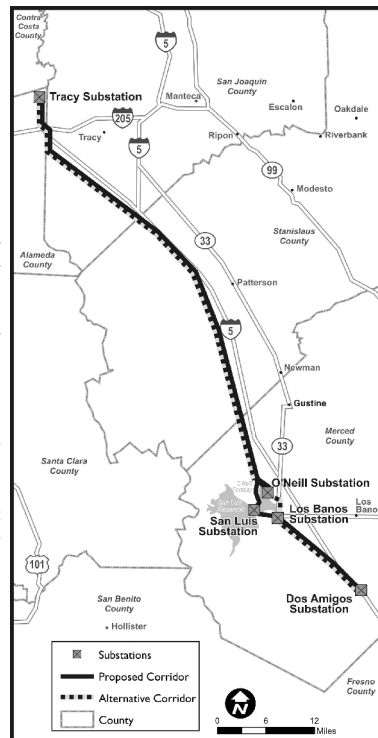 Contra
Costa
County
5
San Joaquin
County
Tracy Substation
Manteca
Escalon
Oakdale
205
Tracy
Ripon
Riverbank
5
99
Modesto
33
Stanislaus
County
Alameda
County
Patterson
5
Newman
Gustine
Merced
County
33
Santa Clara
County
O'Neill Substation
San Luis
Reservoir
Los Banos
Substation
Los
Banos
San Luis
Substation
101
Dos Amigos
Substation
San Benito
County
Hollister
Fresno
County
Substations
Proposed Corridor
Alternative Corridor
County
N
0 6 12
Miles